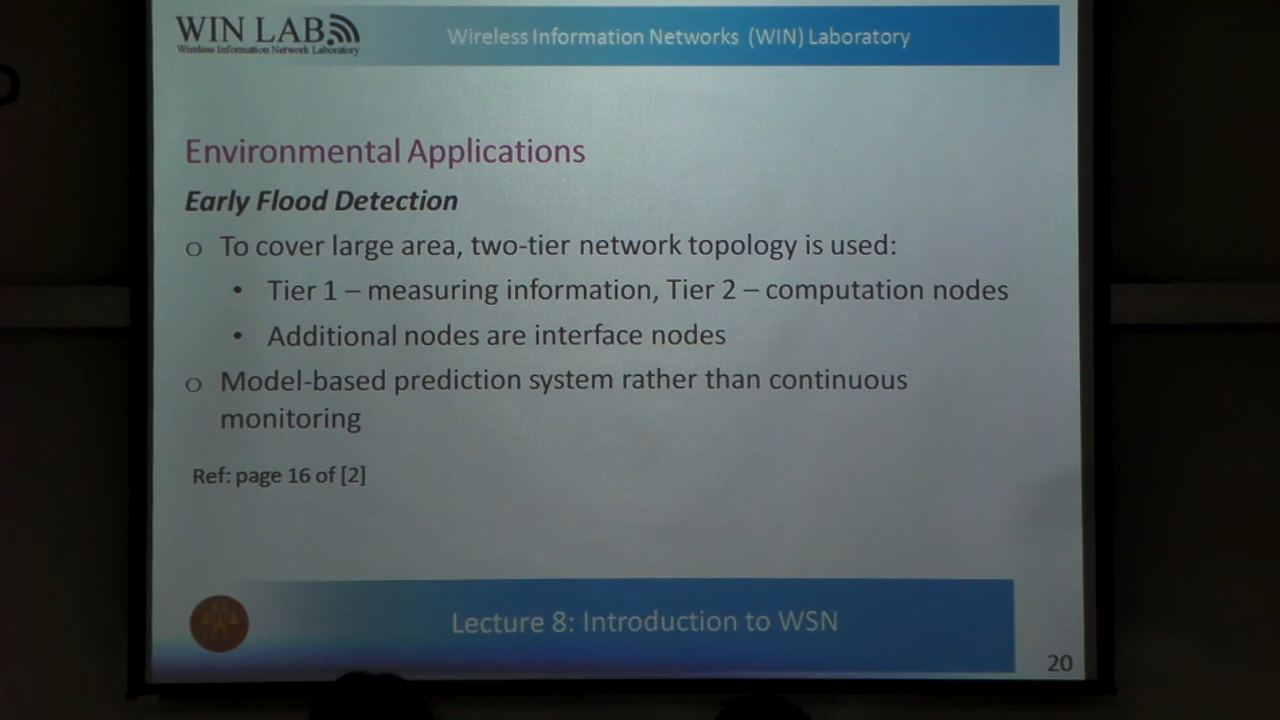 WIN LAB
Wireless Information Network Laboratory
Wireless Information Networks (WIN) Laboratory
Environmental Applications
Early Flood Detection
o To cover large area, two-tier network topology is used:
• Tier 1 – measuring information, Tier 2 – computation nodes
• Additional nodes are interface nodes
o Model-based prediction system rather than continuous
monitoring
Ref: page 16 of [2]
Lecture 8: Introduction to WSN
20